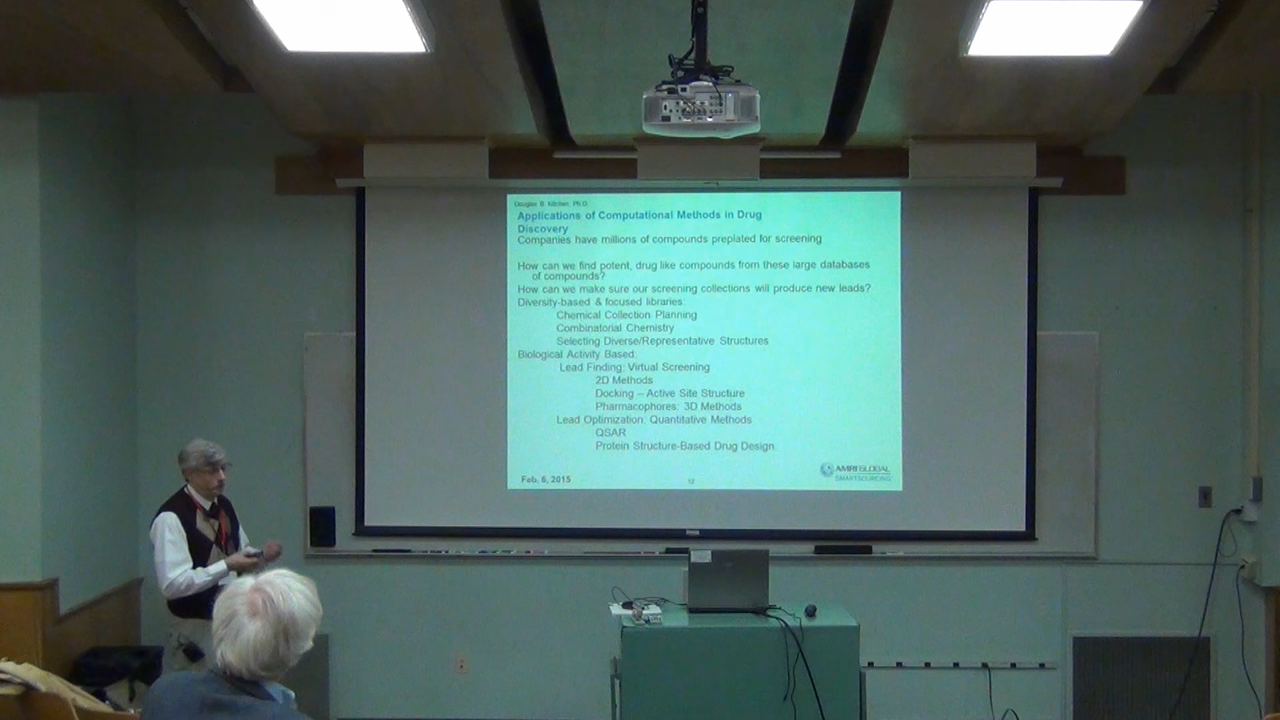 Douglas B. Kitchen, Ph.D.
Applications of Computational Methods in Drug
Discovery
Companies have millions of compounds preplated for screening
How can we find potent, drug like compounds from these large databases
of compounds?
How can we make sure our screening collections will produce new leads?
Diversity-based & focused libraries
Chemical Collection Planning
Combinatorial Chemistry
Selecting Diverse/Representative Structures
Biological Activity Based:
Lead Finding: Virtual Screening
2D Methods
Docking – Active Site Structure
Pharmacophores: 3D Methods
Lead Optimization: Quantitative Methods
QSAR
Protein Structure-Based Drug Design
Feb. 6, 2015
12
AMRI GLOBAL
SMARTSOURCING